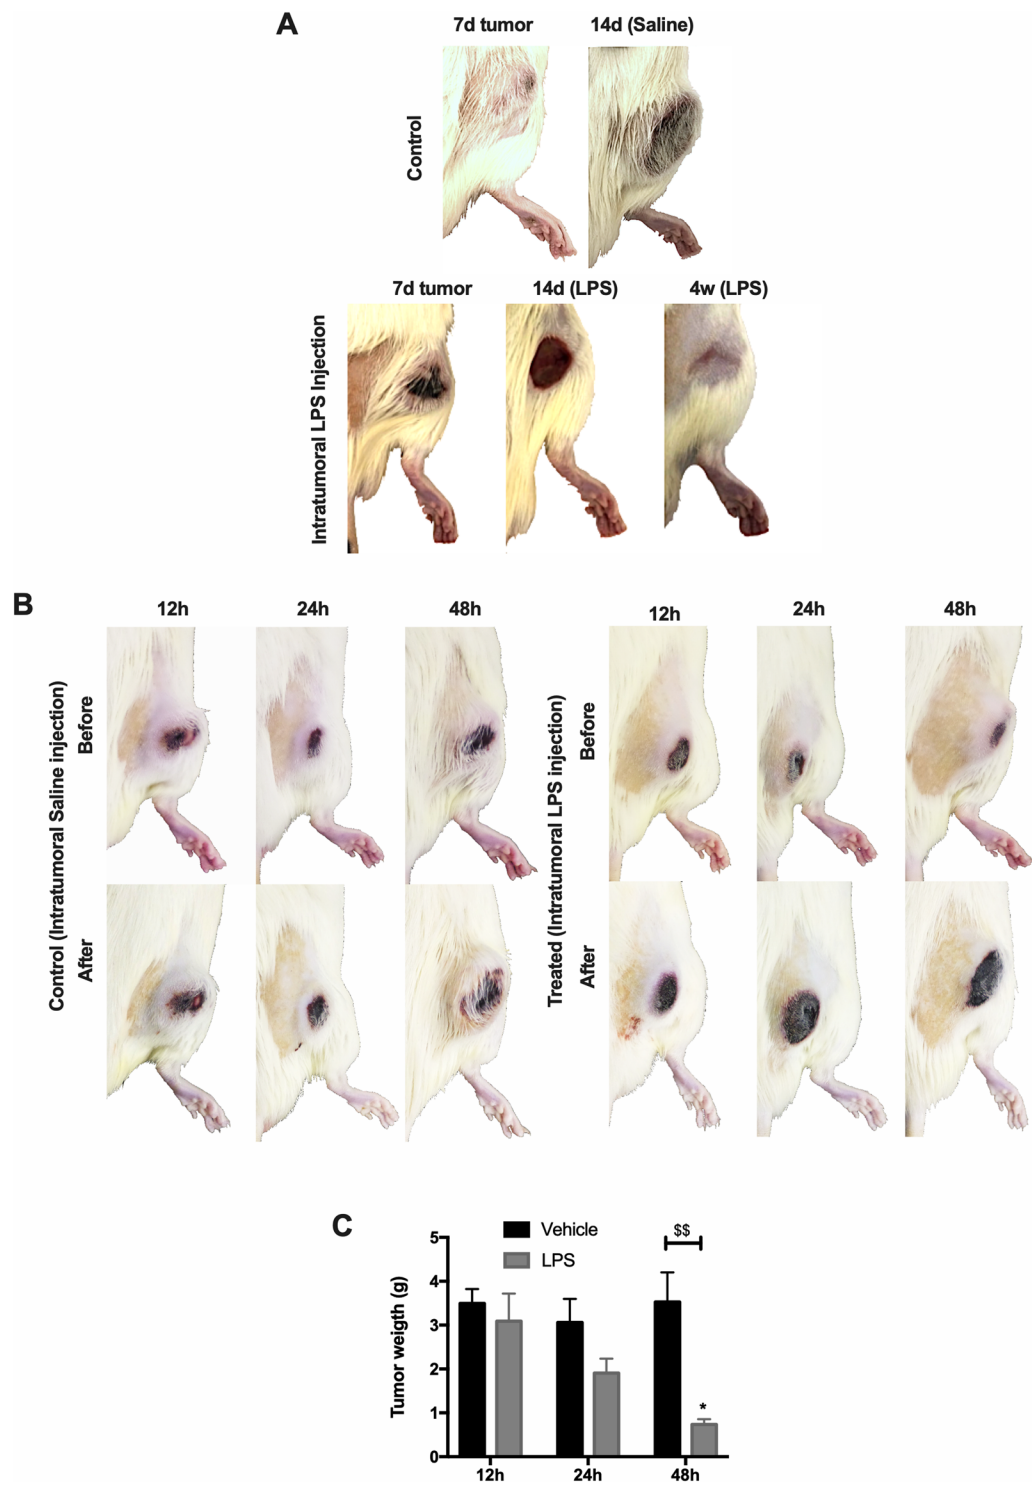 A
7d tumor
14d (Saline)
Control
7d tumor
14d (LPS)
4w (LPS)
Intratumoral LPS Injection
B
12h
24h
48h
12h
24h
48h
Control (Intratumoral Saline injection)
Before
After
Treated (Intratumoral LPS injection)
Before
After
C
Vehicle
LPS
$$
*
Tumor weigth (g)
5
4
3
2
1
0
12h
24h
48h